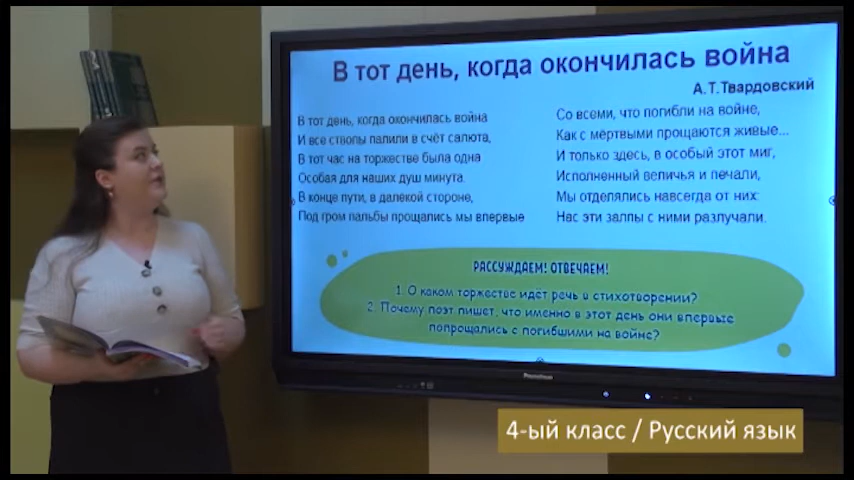 В тот день, когда окончилась война
А.Т.Твардовский
В тот день, когда окончилась война
И все стволы палили в счёт салюта,
В тот час на торжестве была одна
Особая для наших душ минута.
В конце пути, в далекой стороне,
Под гром пальбы прощались мы впервые
Со всеми, что погибли на войне,
Как с мёртвыми прощаются живые...
И только здесь, в особый этот миг,
Исполненный величья и печали,
Мы отделялись навсегда от них:
Нас эти залпы с ними разлучали.
РАССУЖДАЕМ! ОТВЕЧАЕМ!
1. О каком торжестве идёт речь в стихотворении?
2. Почему поэт пишет, что именно в этот день они впервые
попрощались с погибшими на войне?
Promethean
4-ый класс / Русский язык